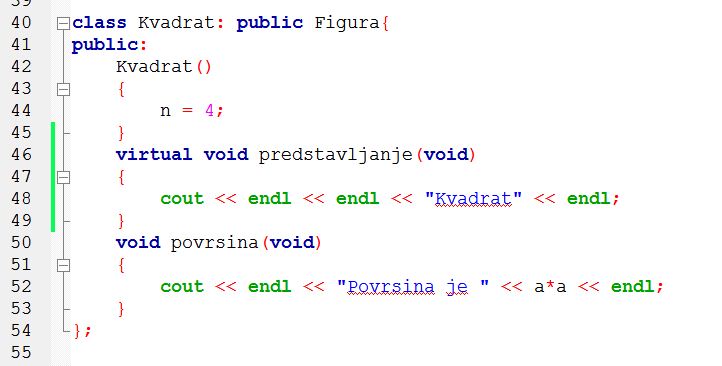 40 class Kvadrat: public Figura{
41 public:
42     Kvadrat()
43     {
44         n = 4;
45     }
46     virtual void predstavljanje(void)
47     {
48         cout << endl << endl << "Kvadrat" << endl;
49     }
50     void povrsina(void)
51     {
52         cout << endl << "Povrsina je " << a*a << endl;
53     }
54 };
55